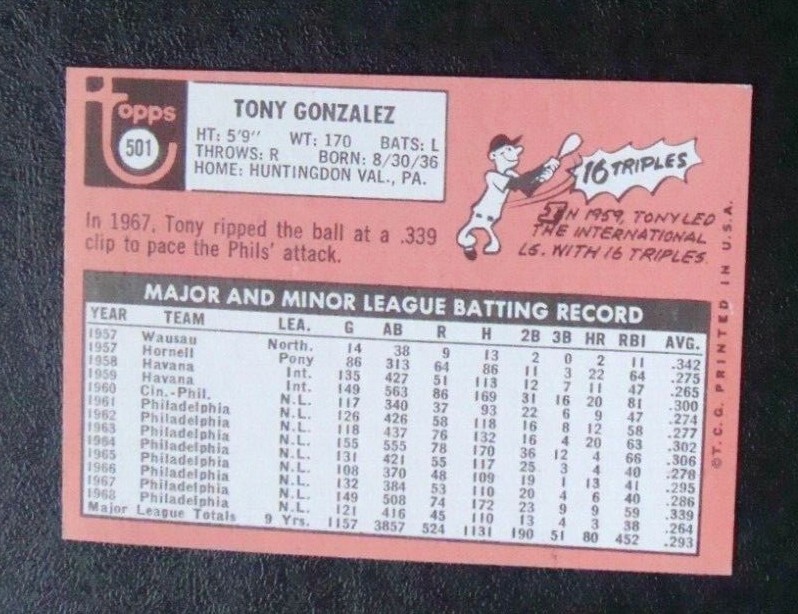 topps
501
TONY GONZALEZ
HT: 5'9" WT: 170 BATS: L
THROWS: R BORN: 8/30/36
HOME: HUNTINGDON VAL., PA.
16 TRIPLES
IN 1959, TONY LED
THE INTERNATIONAL
LG. WITH 16 TRIPLES.
In 1967, Tony ripped the ball at a .339
clip to pace the Phils' attack.
MAJOR AND MINOR LEAGUE BATTING RECORD
YEAR TEAM LEA. G AB R H 2B 3B HR RBI AVG.
1957 Wausau North. 14 38 9 13 2 0 2 11 .342
1957 Hornell Pony 86 313 64 86 11 3 22 64 .275
1958 Havana Int. 135 427 51 113 12 7 11 47 .265
1959 Havana Int. 149 563 86 169 31 16 20 81 .300
1960 Cin.-Phil. N.L. 117 340 37 93 22 6 9 47 .274
1961 Philadelphia N.L. 126 426 58 118 16 8 12 58 .277
1962 Philadelphia N.L. 118 437 76 132 16 4 20 63 .302
1963 Philadelphia N.L. 155 555 78 170 36 12 4 66 .306
1964 Philadelphia N.L. 131 421 55 117 25 3 4 40 .278
1965 Philadelphia N.L. 108 370 48 109 19 1 13 41 .295
1966 Philadelphia N.L. 132 384 53 110 20 4 6 40 .286
1967 Philadelphia N.L. 149 508 74 172 23 9 9 59 .339
1968 Philadelphia N.L. 121 416 45 110 13 4 3 38 .264
Major League Totals 9 Yrs. 1157 3857 524 1131 190 51 80 452 .293
©T.C.G. PRINTED IN U.S.A.